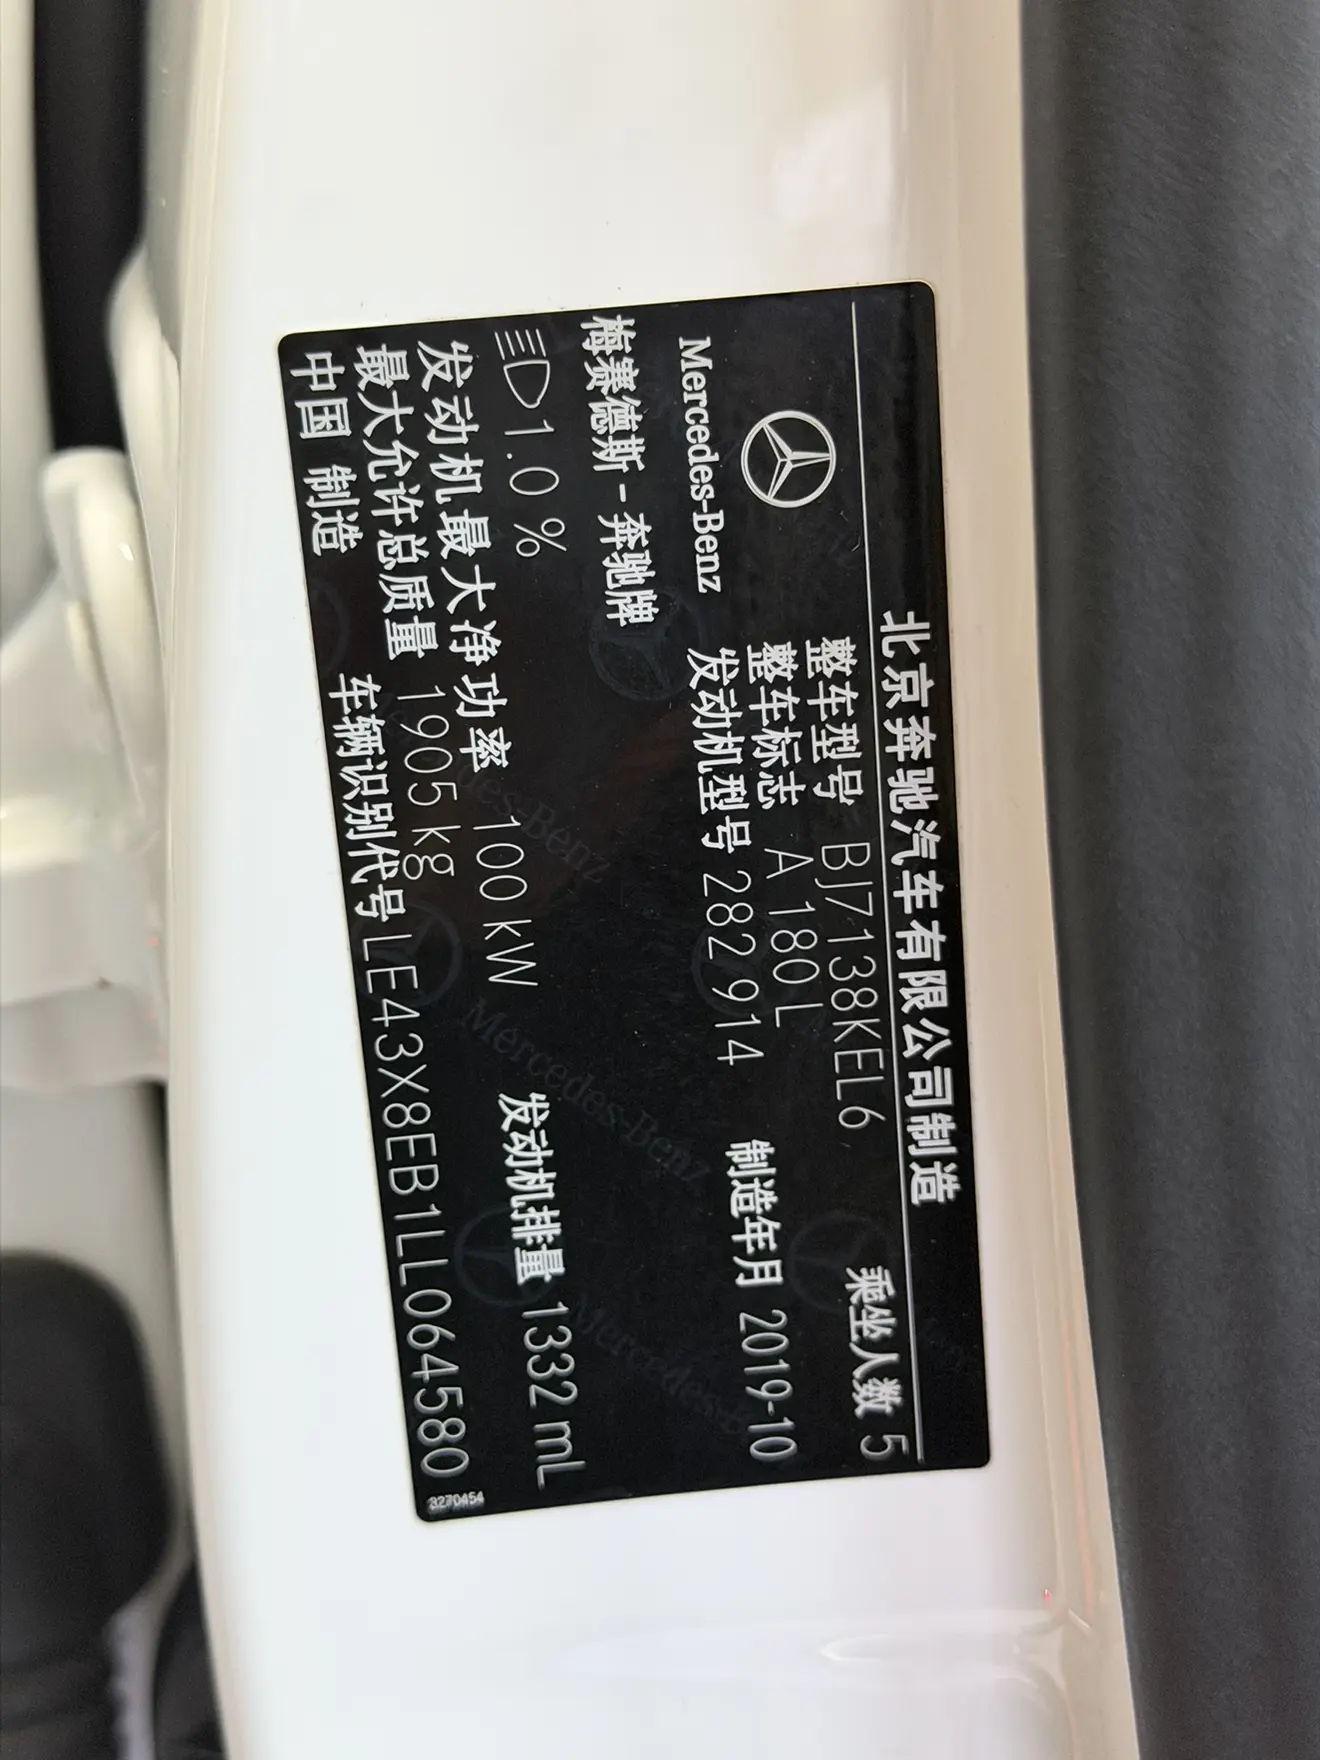 北京奔驰汽车有限公司制造
Mercedes-Benz
整车型号 BJ7138KEL6 乘坐人数 5
整车标志 A 180 L
发动机型号 282 914 制造年月 2019-10
梅赛德斯-奔驰牌
1.0 %
发动机最大净功率 100 kW 发动机排量 1332 mL
最大允许总质量 1905 kg
中国 制造 车辆识别代号 LE43X8EB1LL064580
3270454